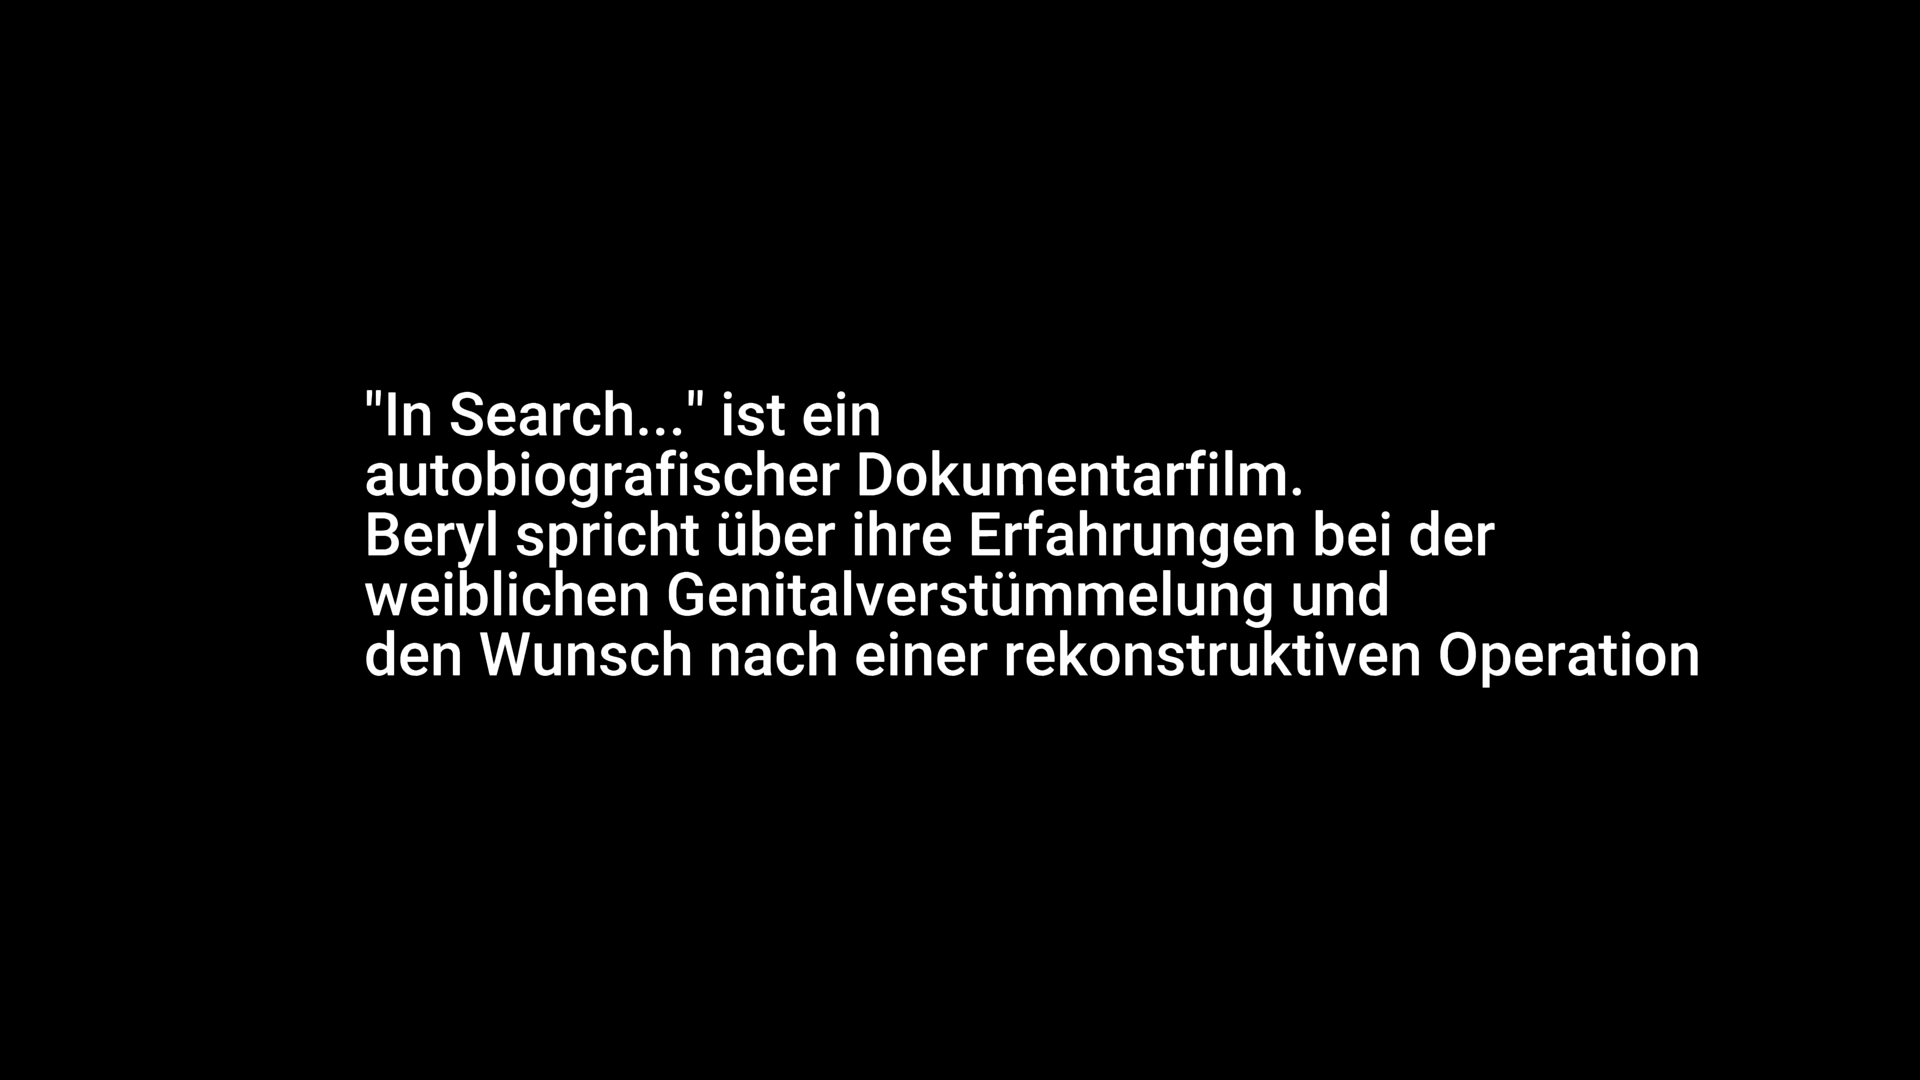 "In Search..." ist ein
autobiografischer Dokumentarfilm.
Beryl spricht über ihre Erfahrungen bei der
weiblichen Genitalverstümmelung und
den Wunsch nach einer rekonstruktiven Operation